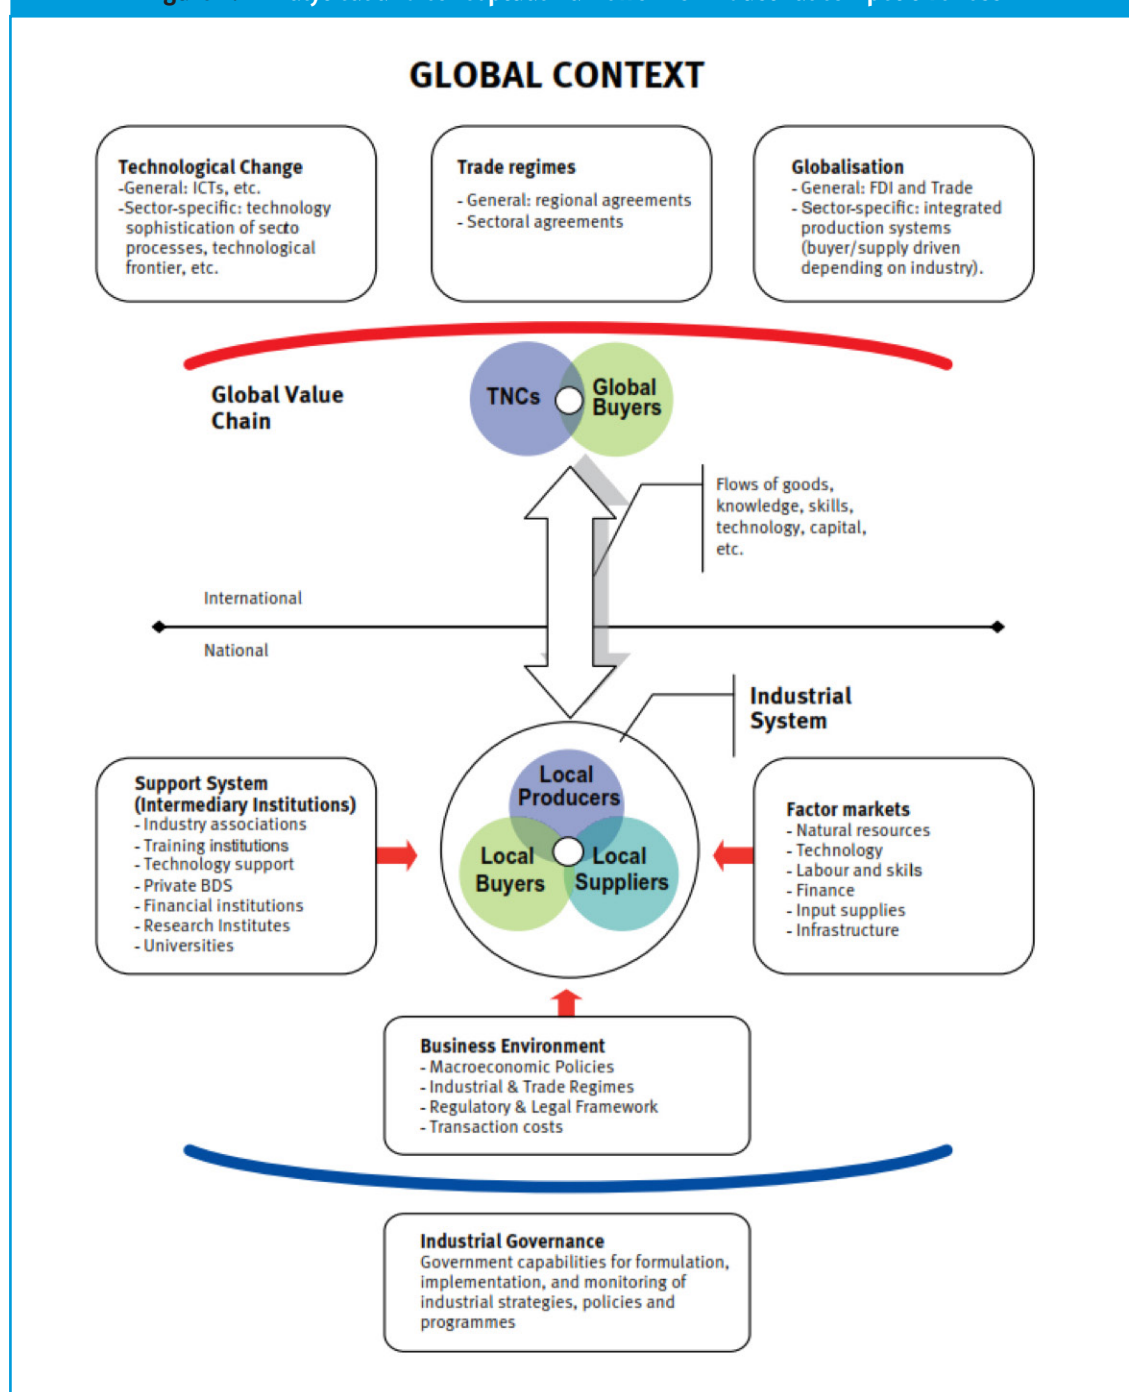 GLOBAL CONTEXT
Technological Change
-General: ICTs, etc.
-Sector-specific: technology
sophistication of secto
processes, technological
frontier, etc.
Trade regimes
- General: regional agreements
- Sectoral agreements
Globalisation
- General: FDI and Trade
- Sector-specific: integrated
production systems
(buyer/supply driven
depending on industry).
Global Value
Chain
TNCs
Global
Buyers
Flows of goods,
knowledge, skills,
technology, capital,
etc.
International
National
Industrial
System
Support System
(Intermediary Institutions)
- Industry associations
- Training institutions
- Technology support
- Private BDS
- Financial institutions
- Research Institutes
- Universities
Local
Producers
Local
Buyers
Local
Suppliers
Factor markets
- Natural resources
- Technology
- Labour and skils
- Finance
- Input supplies
- Infrastructure
Business Environment
- Macroeconomic Policies
- Industrial & Trade Regimes
- Regulatory & Legal Framework
- Transaction costs
Industrial Governance
Government capabilities for formulation,
implementation, and monitoring of
industrial strategies, policies and
programmes